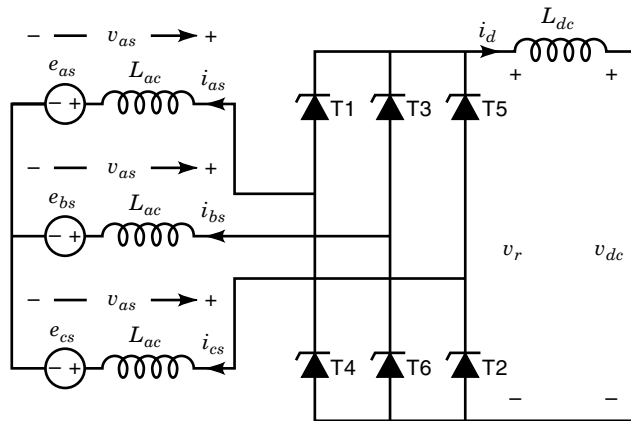 − v_as +
i_d
L_dc
e_as L_ac i_as
− +
+ +
T1 T3 T5
− v_as +
e_bs L_ac i_bs
− +
v_r v_dc
− v_as +
e_cs L_ac i_cs
− +
T4 T6 T2
− −